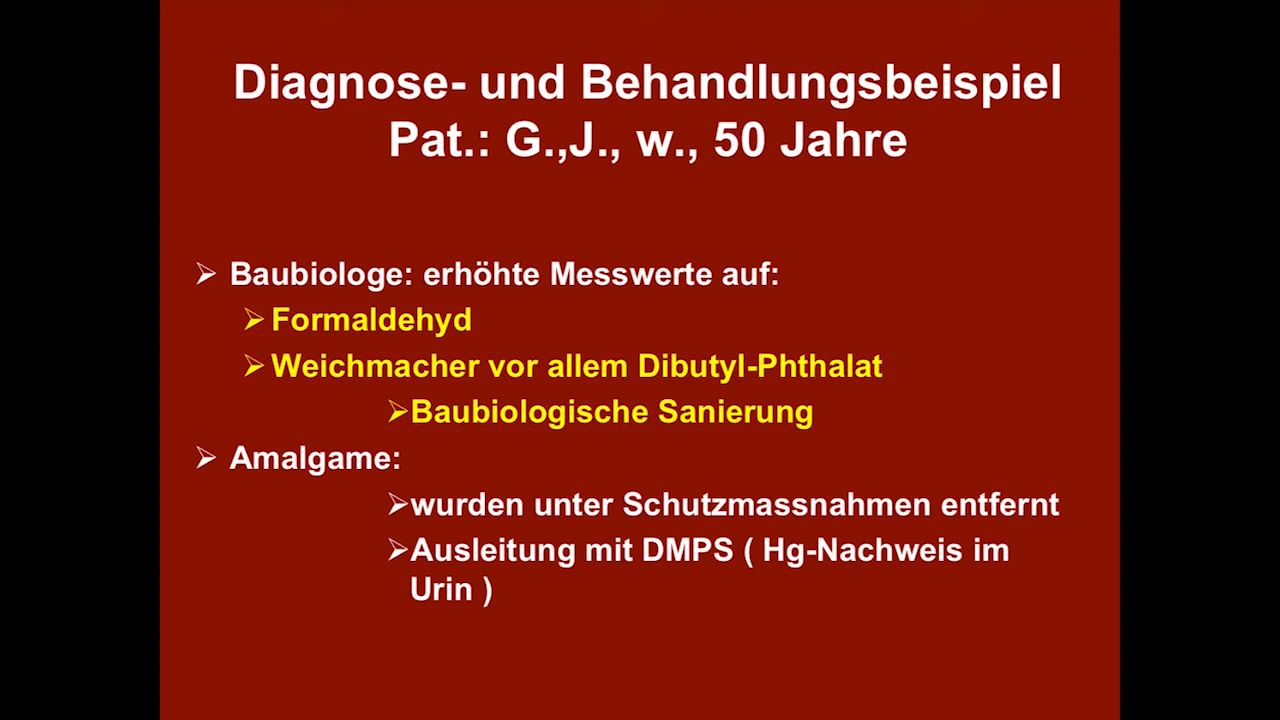 Diagnose- und Behandlungsbeispiel
Pat.: G.,J., w., 50 Jahre
Baubiologe: erhöhte Messwerte auf:
Formaldehyd
Weichmacher vor allem Dibutyl-Phthalat
Baubiologische Sanierung
Amalgame:
wurden unter Schutzmassnahmen entfernt
Ausleitung mit DMPS ( Hg-Nachweis im
Urin )